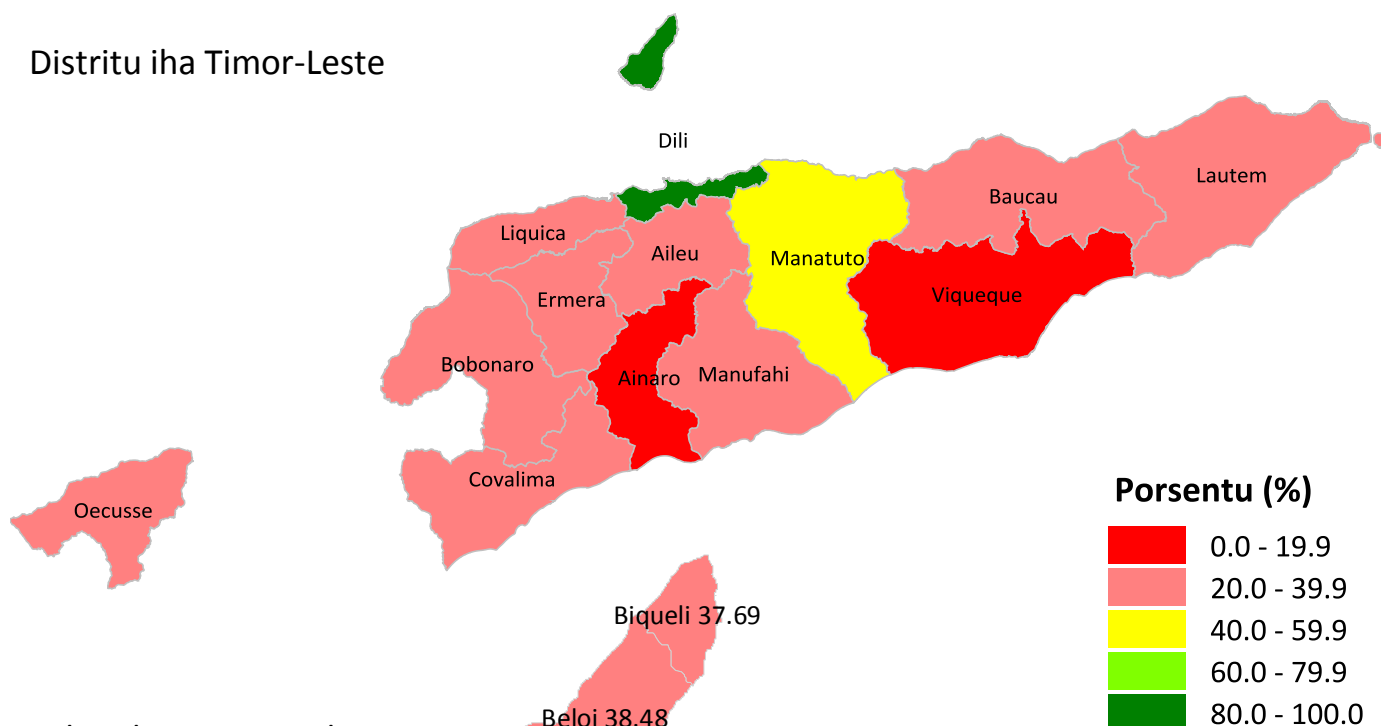 Distritu iha Timor-Leste
Dili
Lautem
Baucau
Liquica
Aileu
Manatuto
Viqueque
Ermera
Bobonaro
Ainaro
Manufahi
Covalima
Oecusse
Porsentu (%)
0.0 - 19.9
20.0 - 39.9
40.0 - 59.9
60.0 - 79.9
80.0 - 100.0
Biqueli 37.69
Beloi 38.48